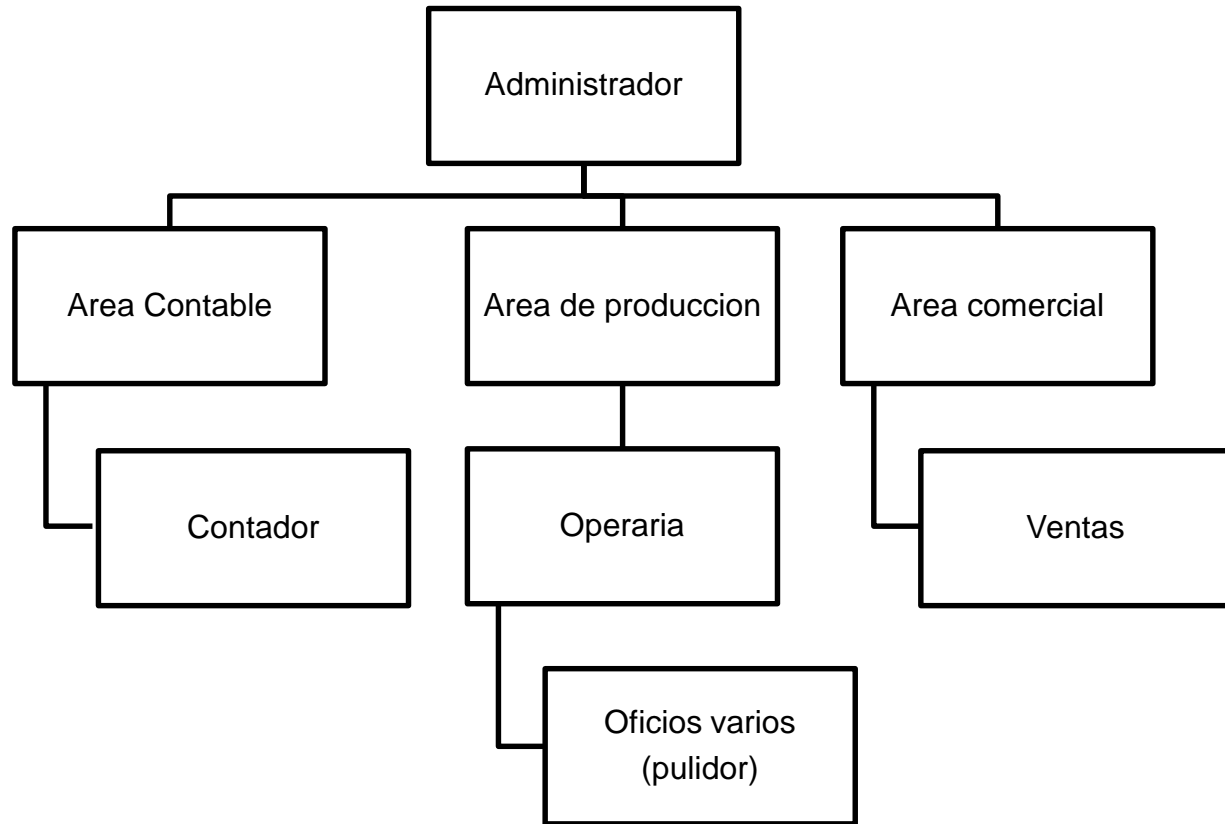 Administrador
Area Contable
Area de produccion
Area comercial
Contador
Operaria
Ventas
Oficios varios
(pulidor)